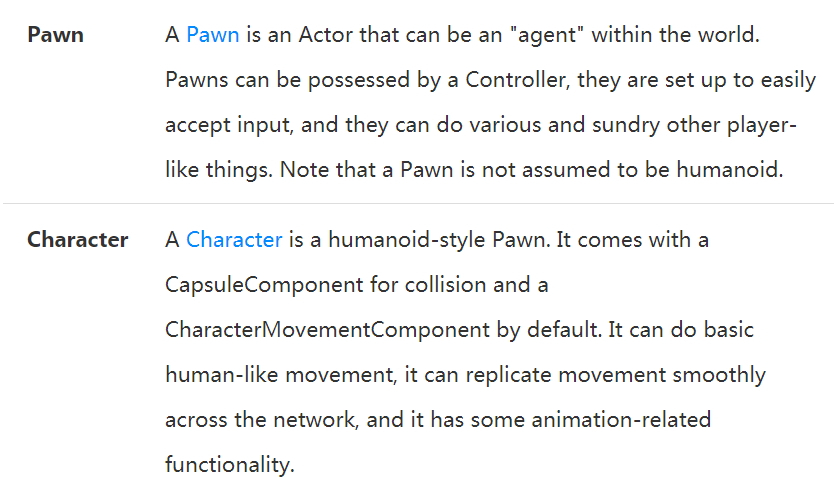 Pawn A Pawn is an Actor that can be an "agent" within the world.
Pawns can be possessed by a Controller, they are set up to easily
accept input, and they can do various and sundry other player-
like things. Note that a Pawn is not assumed to be humanoid.
Character A Character is a humanoid-style Pawn. It comes with a
CapsuleComponent for collision and a
CharacterMovementComponent by default. It can do basic
human-like movement, it can replicate movement smoothly
across the network, and it has some animation-related
functionality.